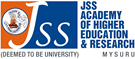 JSS
JSS
ACADEMY
OF HIGHER
EDUCATION
& RESEARCH
(DEEMED TO BE UNIVERSITY)
MYSURU